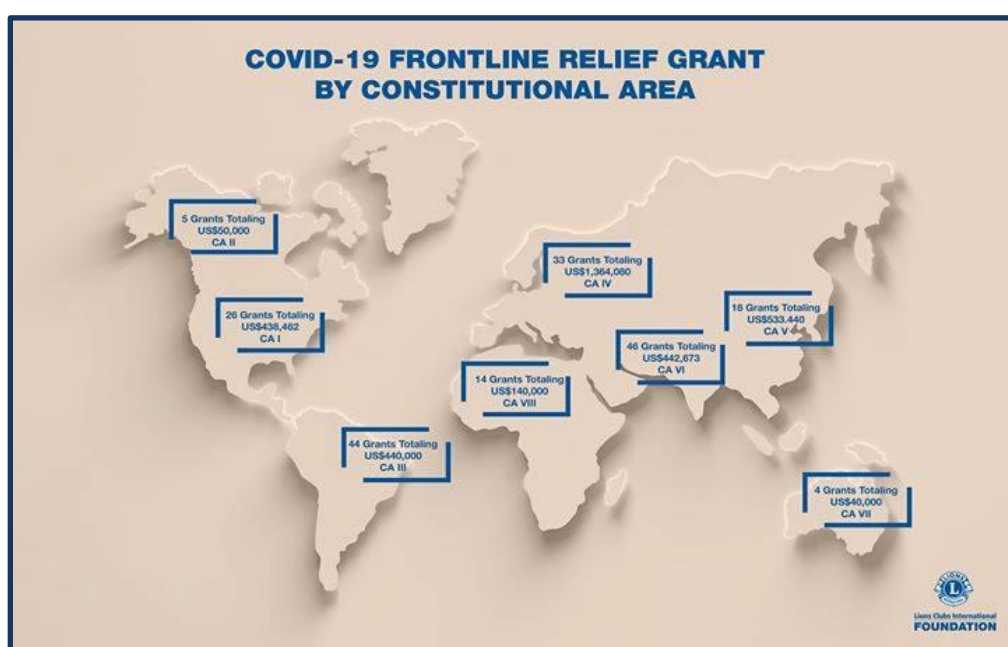 COVID-19 FRONTLINE RELIEF GRANT
BY CONSTITUTIONAL AREA
5 Grants Totaling
US$50,000
CA II
33 Grants Totaling
US$1,364,080
CA IV
26 Grants Totaling
US$438,462
CA I
18 Grants Totaling
US$533.440
CA V
46 Grants Totaling
US$442,673
CA VI
14 Grants Totaling
US$140,000
CA VIII
44 Grants Totaling
US$440,000
CA III
4 Grants Totaling
US$40,000
CA VII
LIONS
L
Lions Clubs International
FOUNDATION